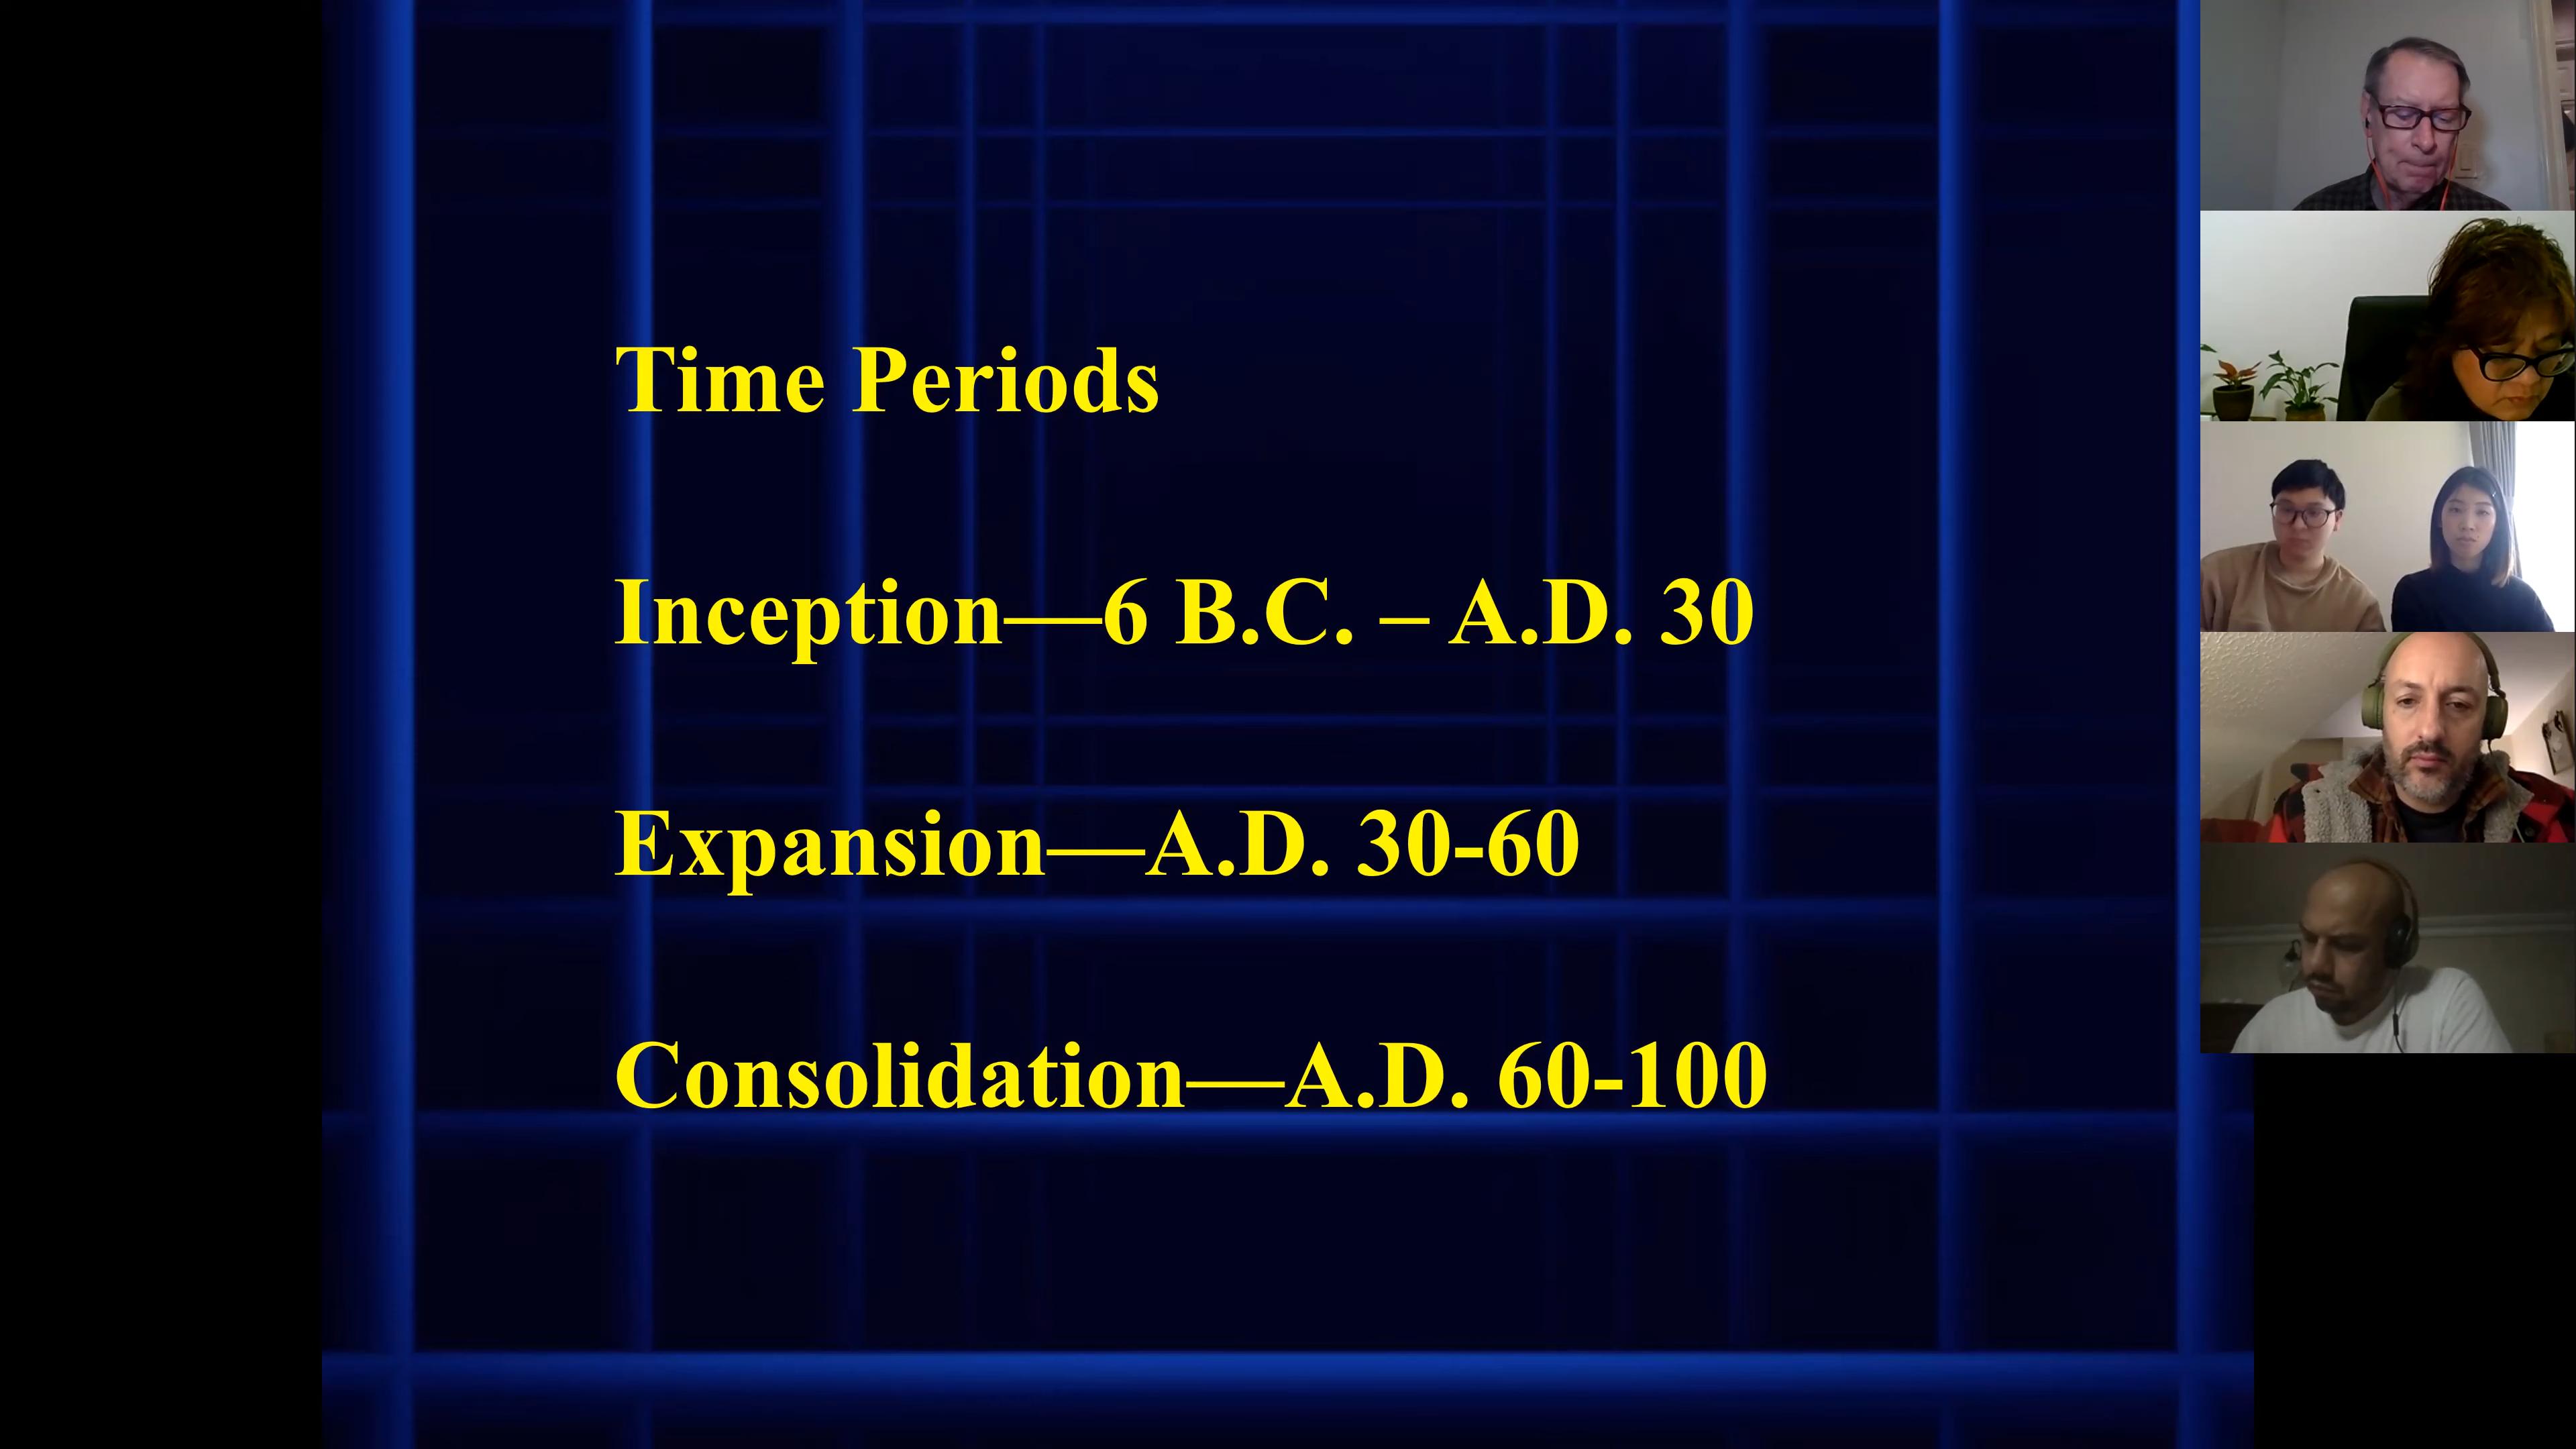 Time Periods
Inception—6 B.C. – A.D. 30
Expansion—A.D. 30-60
Consolidation—A.D. 60-100